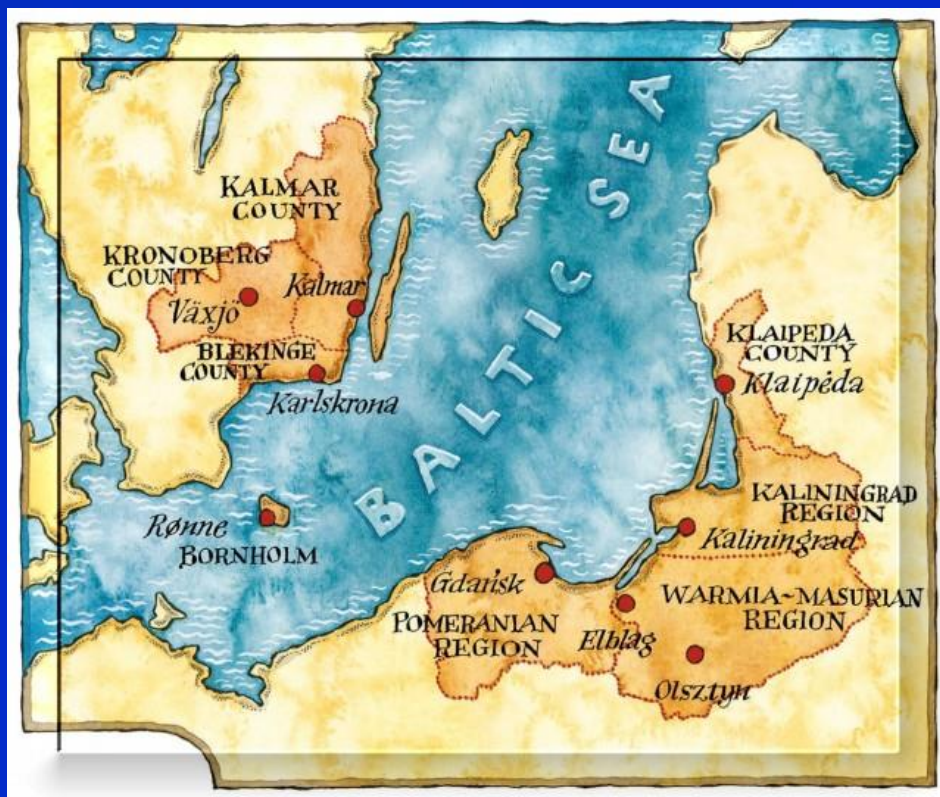 BALTIC SEA
KALMAR
COUNTY
KRONOBERG
COUNTY
Kalmar
Växjö
BLEKINGE
COUNTY
Karlskrona
KLAIPEDA
COUNTY
Klaipėda
KALININGRAD
REGION
Kaliningrad
Rønne
BORNHOLM
Gdańsk
POMERANIAN
REGION
Elbląg
WARMIA~MASURIAN
REGION
Olsztyn